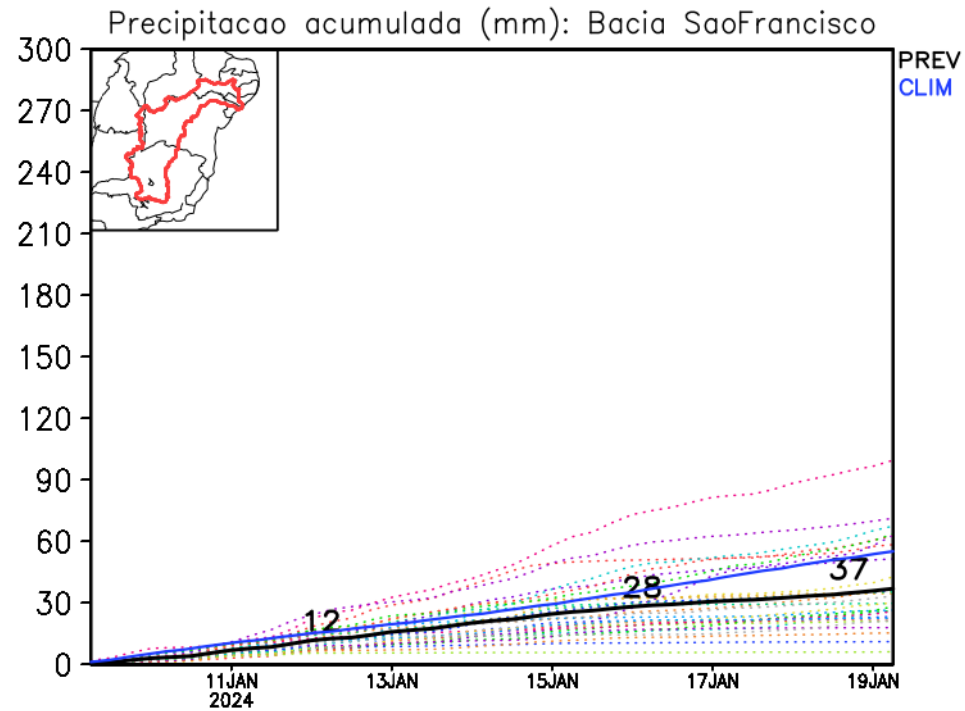 Precipitacao acumulada (mm): Bacia SaoFrancisco
300
PREV
CLIM
270
240
210
180
150
120
90
60
30
0
12
28
37
11JAN
2024
13JAN
15JAN
17JAN
19JAN